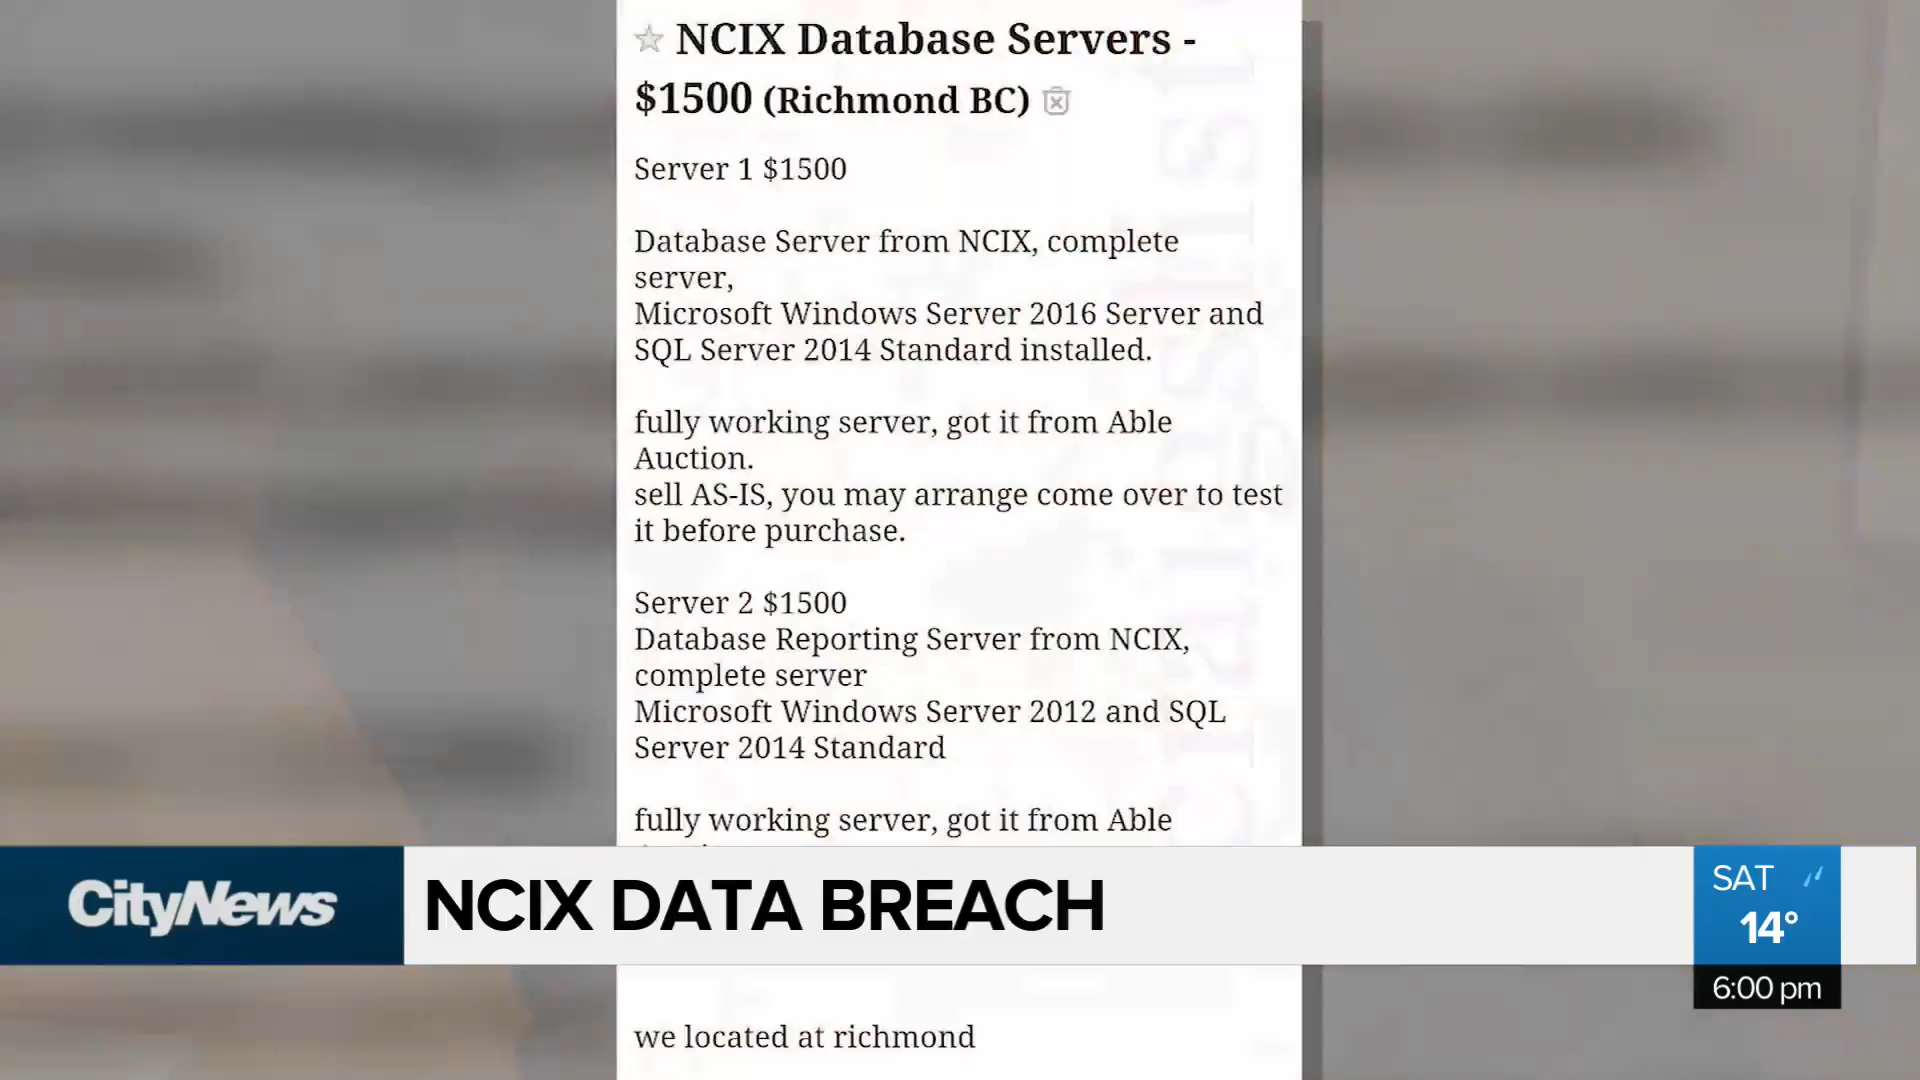 NCIX Database Servers -
$1500 (Richmond BC)
Server 1 $1500
Database Server from NCIX, complete
server,
Microsoft Windows Server 2016 Server and
SQL Server 2014 Standard installed.
fully working server, got it from Able
Auction.
sell AS-IS, you may arrange come over to test
it before purchase.
Server 2 $1500
Database Reporting Server from NCIX,
complete server
Microsoft Windows Server 2012 and SQL
Server 2014 Standard
fully working server, got it from Able
we located at richmond
craigslist
CityNews
NCIX DATA BREACH
SAT
14°
6:00 pm